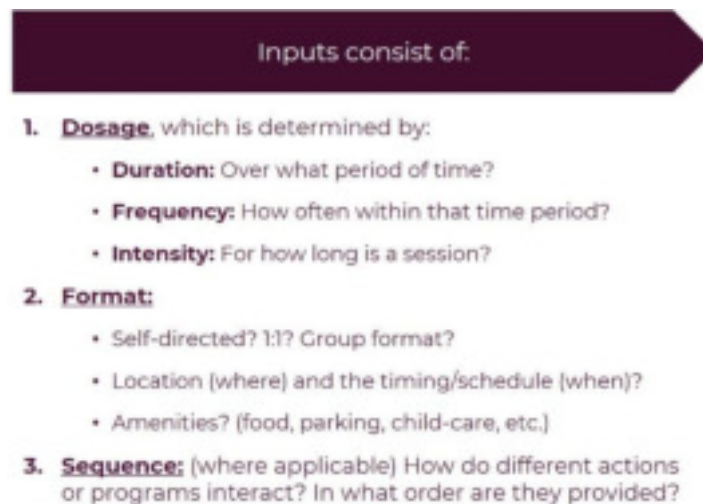 Inputs consist of:
1. Dosage, which is determined by:
• Duration: Over what period of time?
• Frequency: How often within that time period?
• Intensity: For how long is a session?
2. Format:
• Self-directed? 1:1? Group format?
• Location (where) and the timing/schedule (when)?
• Amenities? (food, parking, child-care, etc.)
3. Sequence: (where applicable) How do different actions
or programs interact? In what order are they provided?